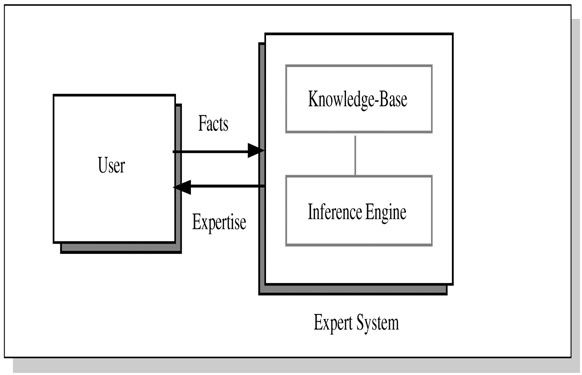 Knowledge-Base
Facts
User
Inference Engine
Expertise
Expert System